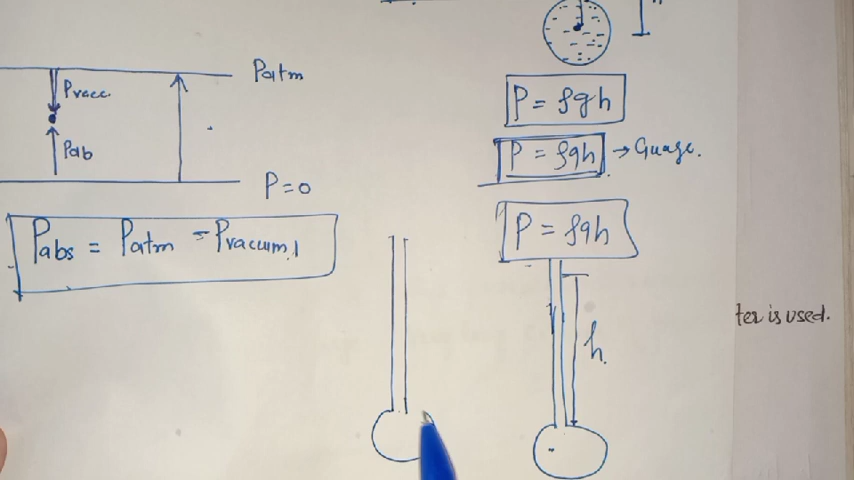 Patm
Pvacc.
Pab
P = 0
Pabs = Patm - Pvacuum,
P = ρgh
P = ρgh → Guage.
P = ρgh
h
ter is used.